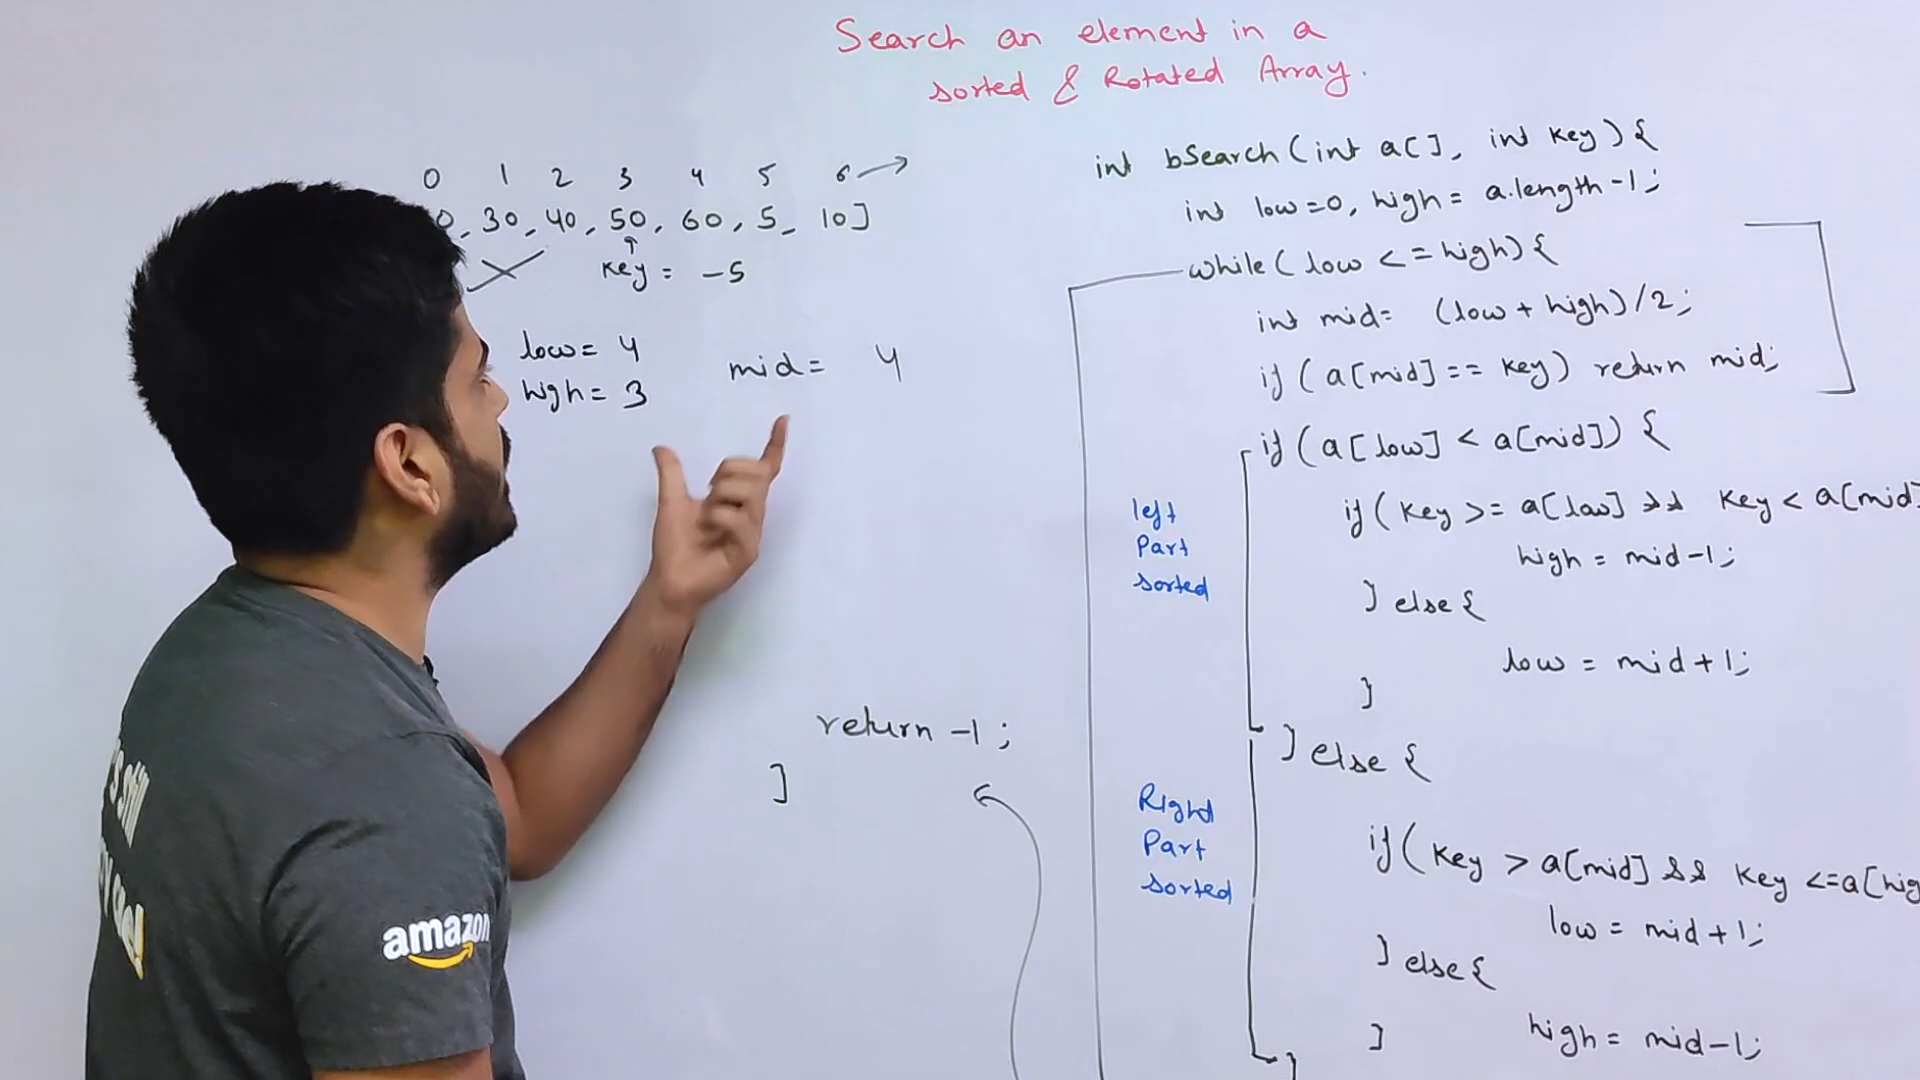 Search an element in a
sorted & Rotated Array.
0 1 2 3 4 5 6
0, 30, 40, 50, 60, 5, 10]
key = -5
low = 4
high = 3
mid = 4
return -1;
}
int bSearch(int a[], int key){
int low=0, high = a.length-1;
while(low <= high){
int mid= (low + high)/2;
if(a[mid] == key) return mid;
if(a[low] < a[mid]) {
if(key >= a[low] && key < a[mid]
high = mid-1;
} else {
low = mid+1;
}
} else {
if(key > a[mid] && key <=a[hig
low = mid+1;
} else {
high = mid-1;
}
}
left
Part
sorted
Right
Part
sorted
amazon